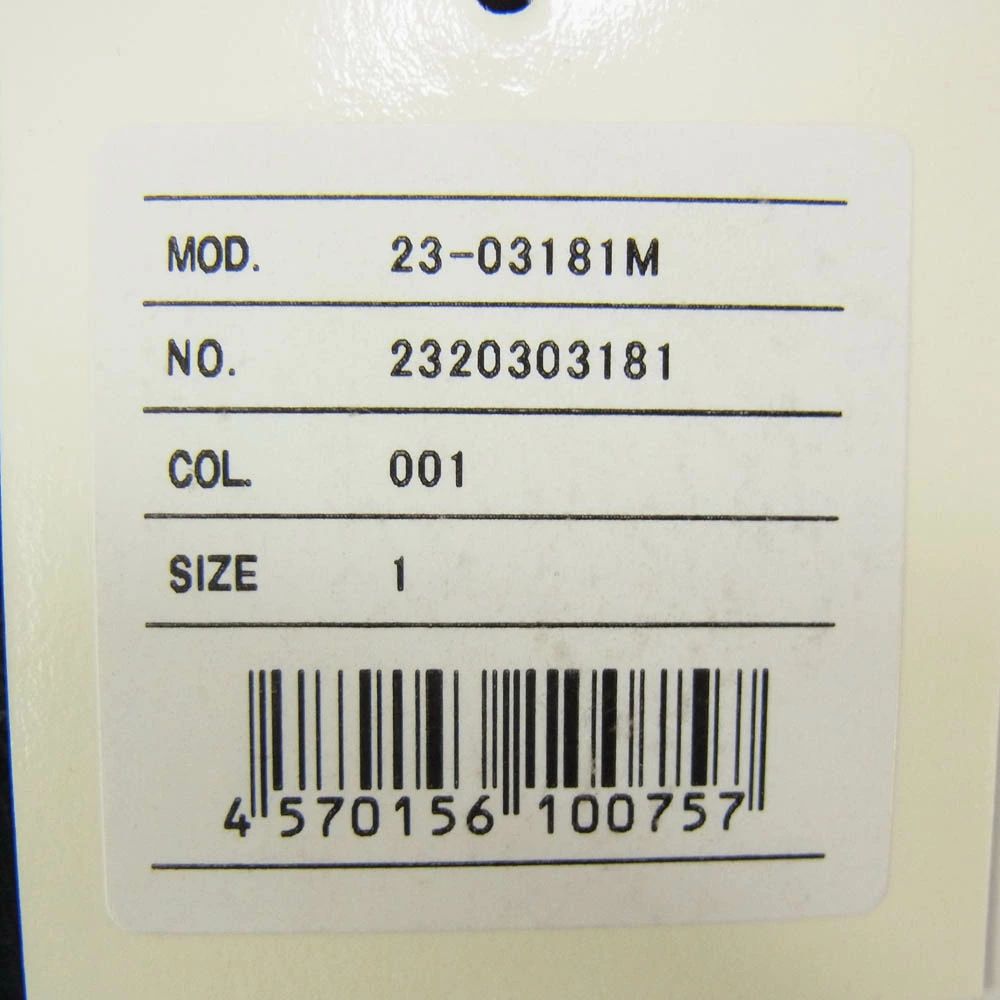 MOD. 23-03181M
NO. 2320303181
COL. 001
SIZE 1
4 570156 100757